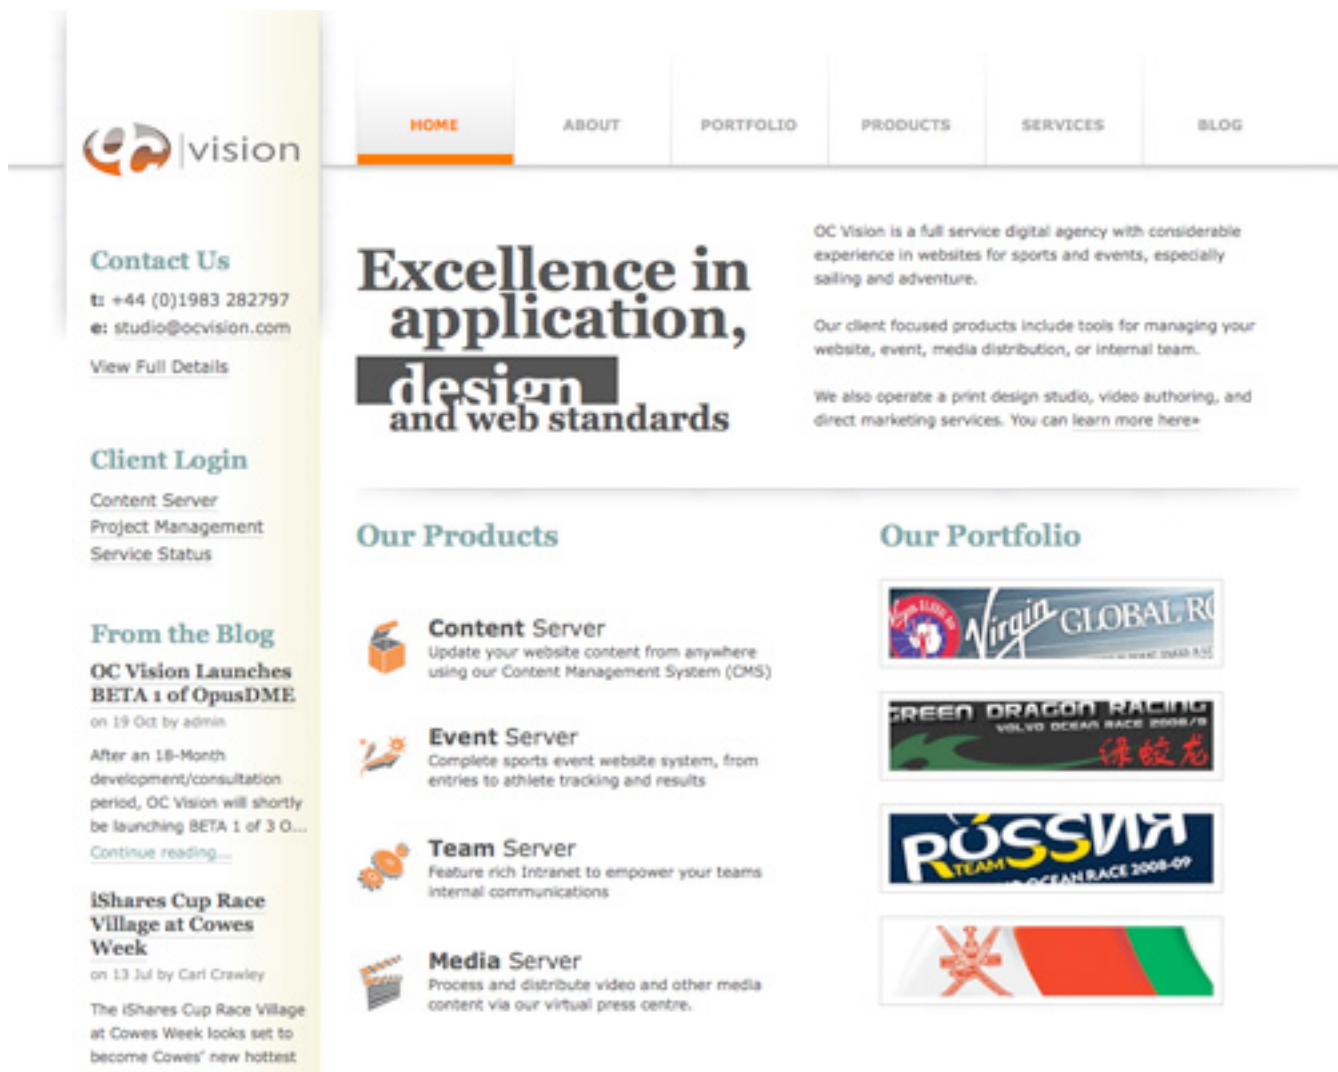 oc|vision
HOME
ABOUT
PORTFOLIO
PRODUCTS
SERVICES
BLOG
Contact Us
t: +44 (0)1983 282797
e: studio@ocvision.com
View Full Details
Client Login
Content Server
Project Management
Service Status
From the Blog
OC Vision Launches
BETA 1 of OpusDME
on 19 Oct by admin
After an 18-Month
development/consultation
period, OC Vision will shortly
be launching BETA 1 of 3 O...
Continue reading...
iShares Cup Race
Village at Cowes
Week
on 13 Jul by Carl Crawley
The iShares Cup Race Village
at Cowes Week looks set to
become Cowes' new hottest
Excellence in
application,
design
and web standards
OC Vision is a full service digital agency with considerable
experience in websites for sports and events, especially
sailing and adventure.
Our client focused products include tools for managing your
website, event, media distribution, or internal team.
We also operate a print design studio, video authoring, and
direct marketing services. You can learn more here»
Our Products
Content Server
Update your website content from anywhere
using our Content Management System (CMS)
Event Server
Complete sports event website system, from
entries to athlete tracking and results
Team Server
Feature rich Intranet to empower your teams
internal communications
Media Server
Process and distribute video and other media
content via our virtual press centre.
Our Portfolio
Virgin GLOBAL RO
GREEN DRAGON RACING
VOLVO OCEAN RACE 2008/9
绿蛟龙
РОSSИЯ
TEAM
OCEAN RACE 2008-09